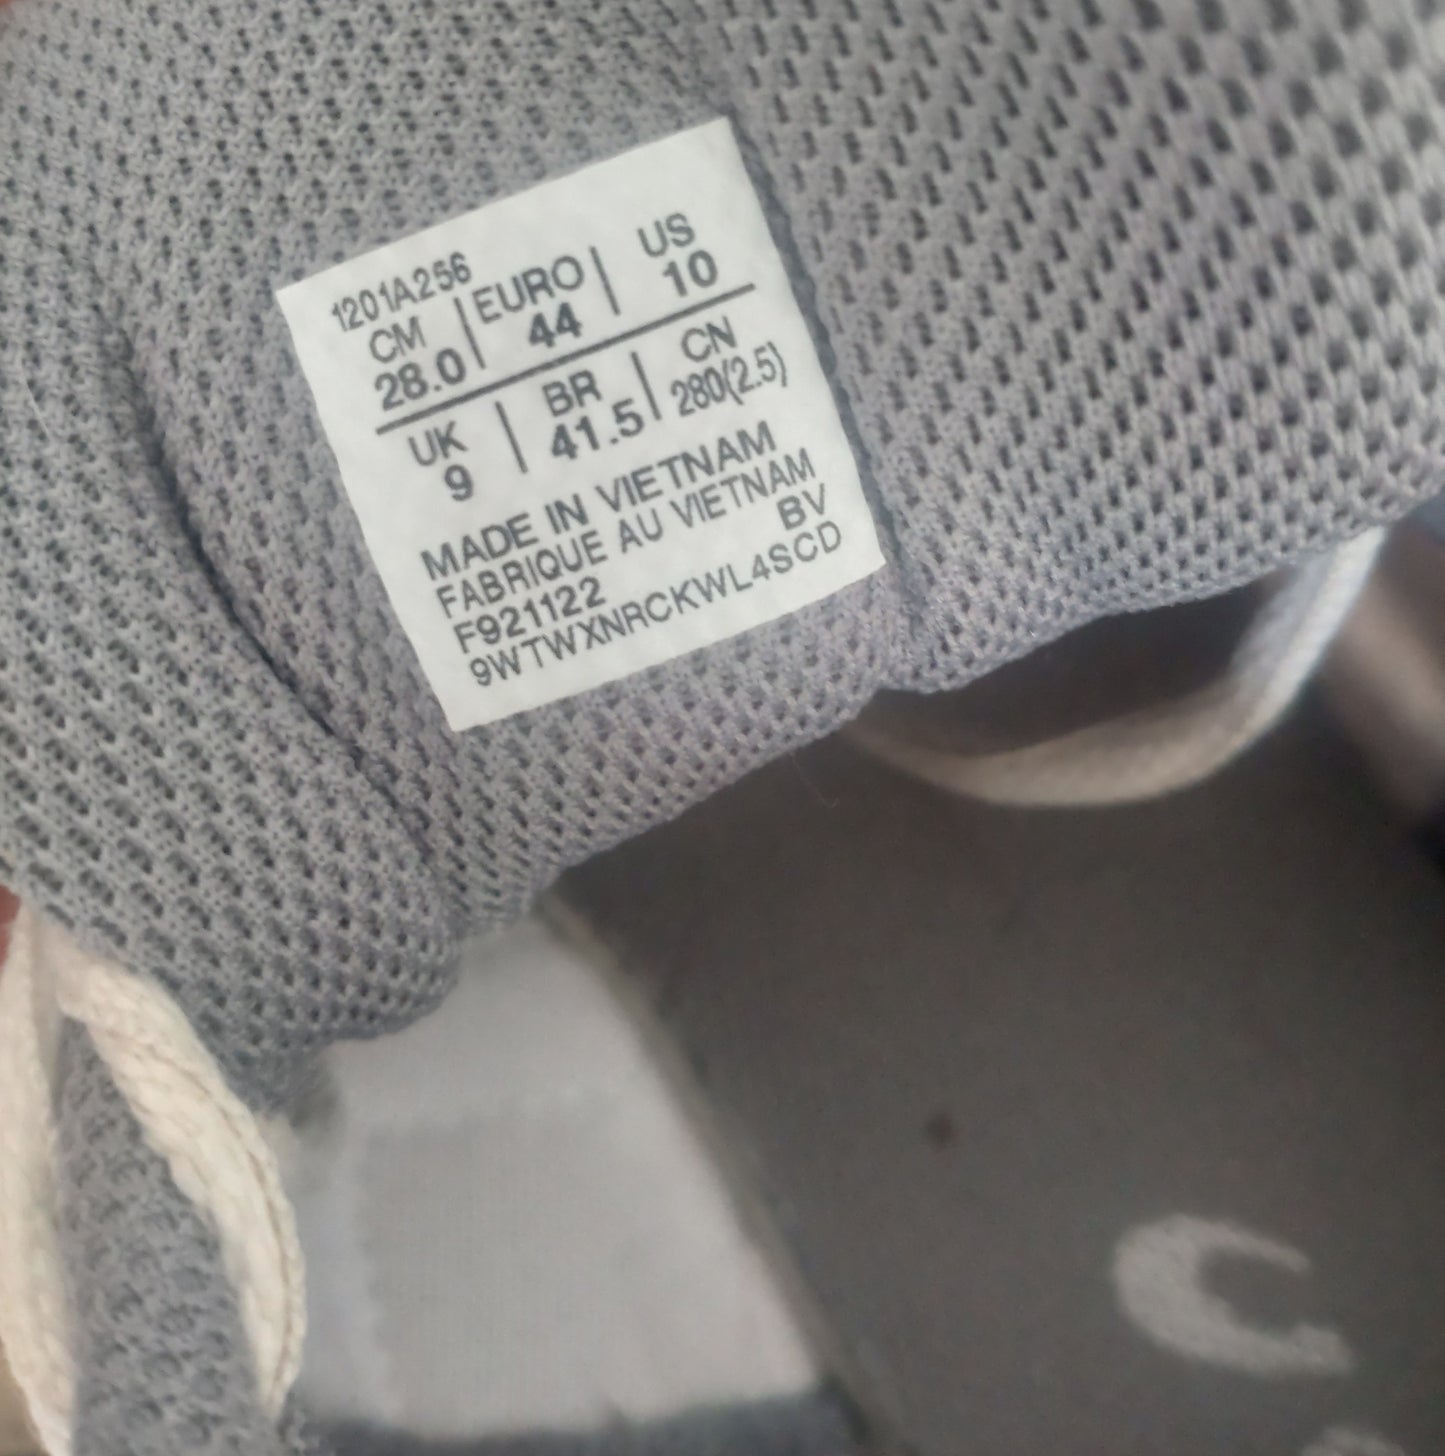 1201A256
CM | EURO | US
28.0 | 44 | 10
UK | BR | CN
9 | 41.5 | 280(2.5)
MADE IN VIETNAM
FABRIQUE AU VIETNAM
F921122 BV
9WTWXNRCKWL4SCD
C